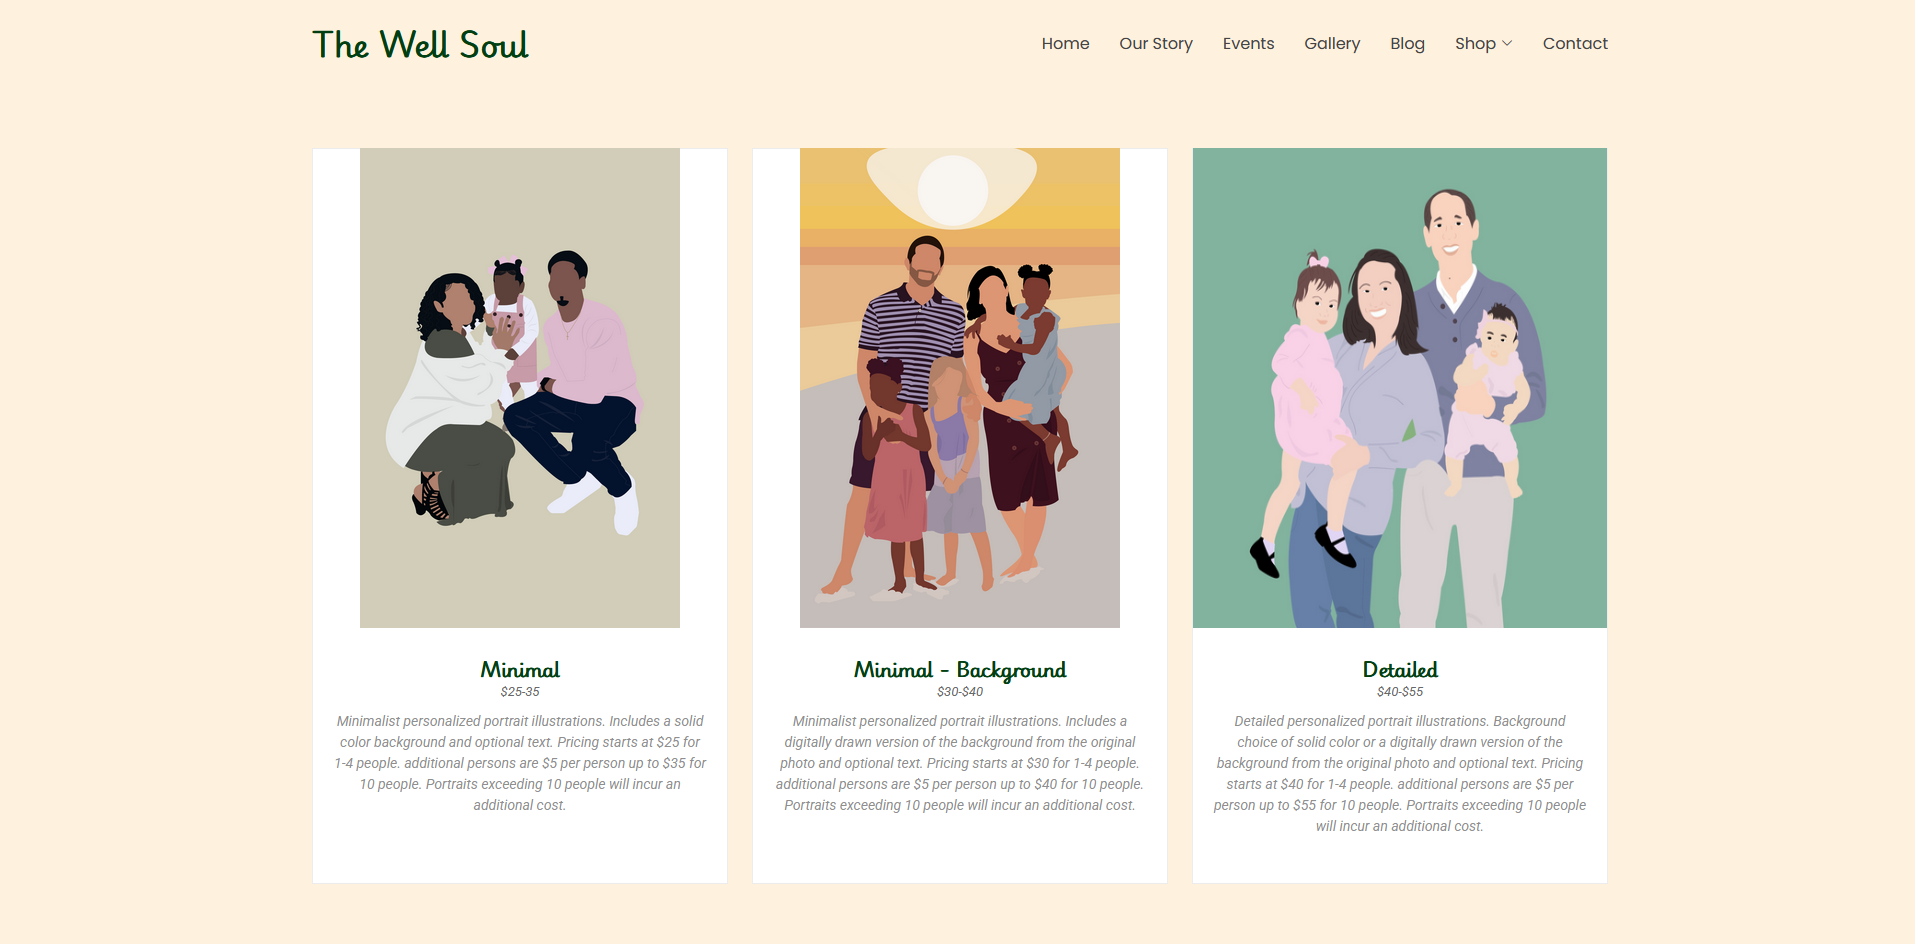 The Well Soul
Home Our Story Events Gallery Blog Shop Contact
Minimal
$25-35
Minimalist personalized portrait illustrations. Includes a solid
color background and optional text. Pricing starts at $25 for
1-4 people. additional persons are $5 per person up to $35 for
10 people. Portraits exceeding 10 people will incur an
additional cost.
Minimal - Background
$30-$40
Minimalist personalized portrait illustrations. Includes a
digitally drawn version of the background from the original
photo and optional text. Pricing starts at $30 for 1-4 people.
additional persons are $5 per person up to $40 for 10 people.
Portraits exceeding 10 people will incur an additional cost.
Detailed
$40-$55
Detailed personalized portrait illustrations. Background
choice of solid color or a digitally drawn version of the
background from the original photo and optional text. Pricing
starts at $40 for 1-4 people. additional persons are $5 per
person up to $55 for 10 people. Portraits exceeding 10 people
will incur an additional cost.